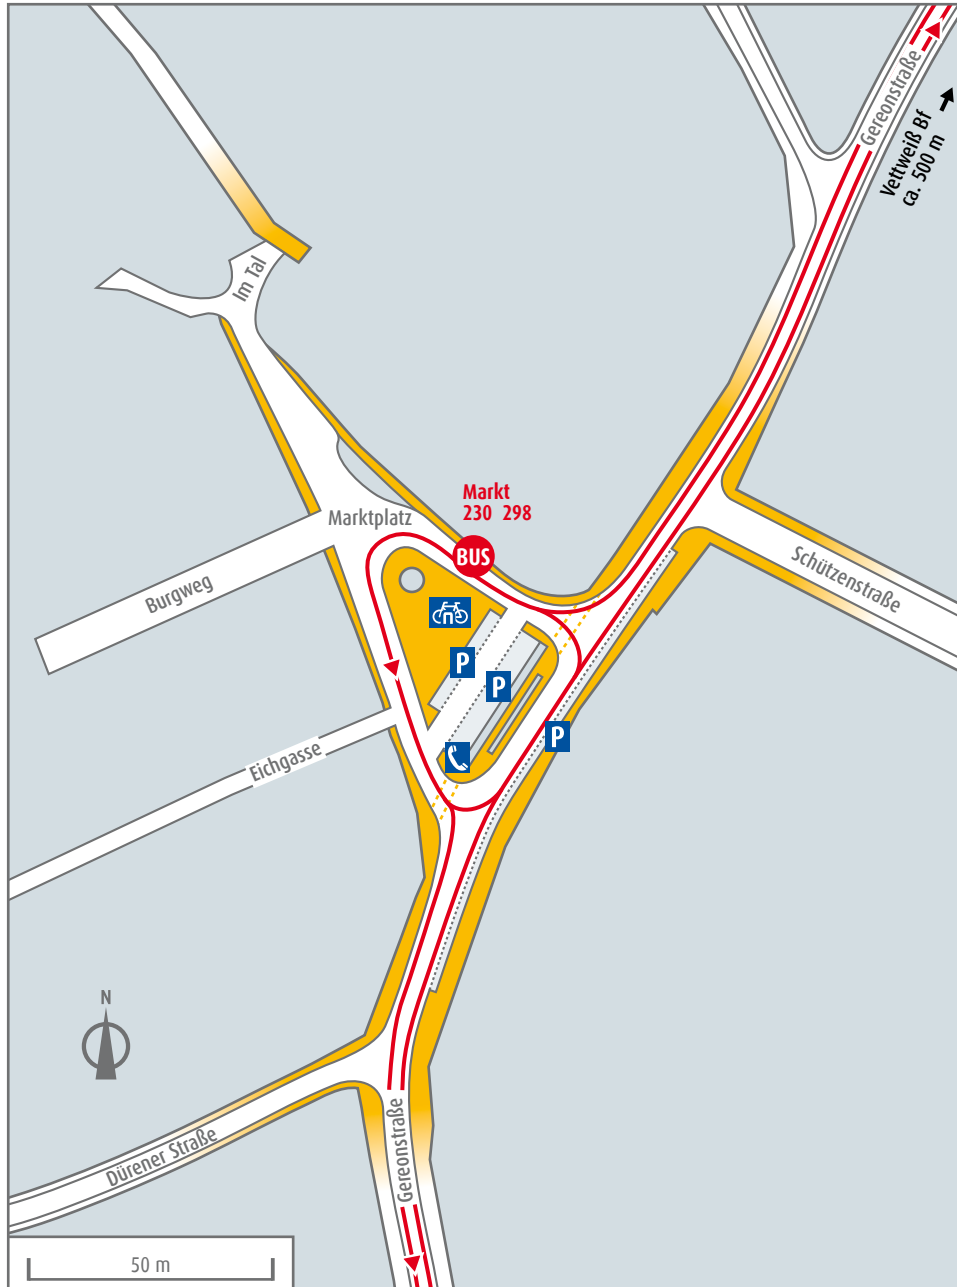 Gereonstraße
Vettweiß Bf
ca. 500 m
Im Tal
Markt
230 298
Marktplatz
BUS
Schützenstraße
Burgweg
P
P
P
Eichgasse
N
Gereonstraße
Dürener Straße
50 m